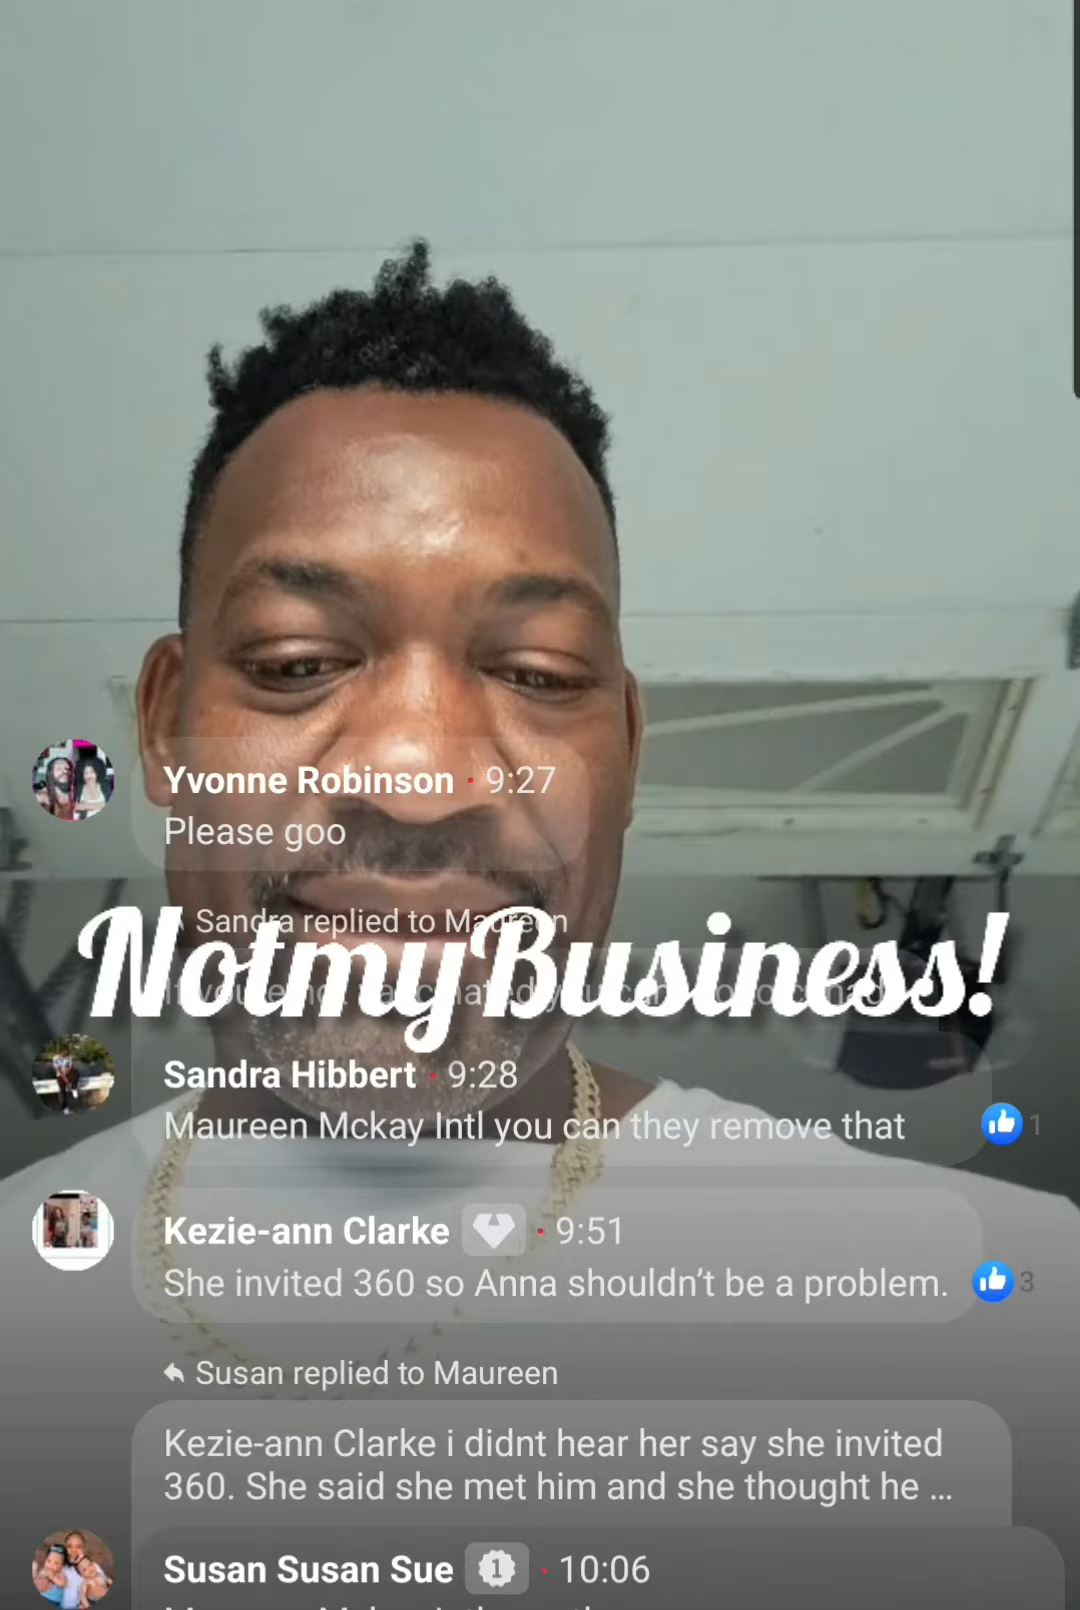 Yvonne Robinson · 9:27
Please goo
Sandra replied to Maureen
NotmyBusiness!
Sandra Hibbert · 9:28
Maureen Mckay Intl you can they remove that
1
Kezie-ann Clarke · 9:51
She invited 360 so Anna shouldn't be a problem.
3
Susan replied to Maureen
Kezie-ann Clarke i didnt hear her say she invited
360. She said she met him and she thought he ...
Susan Susan Sue 1 · 10:06